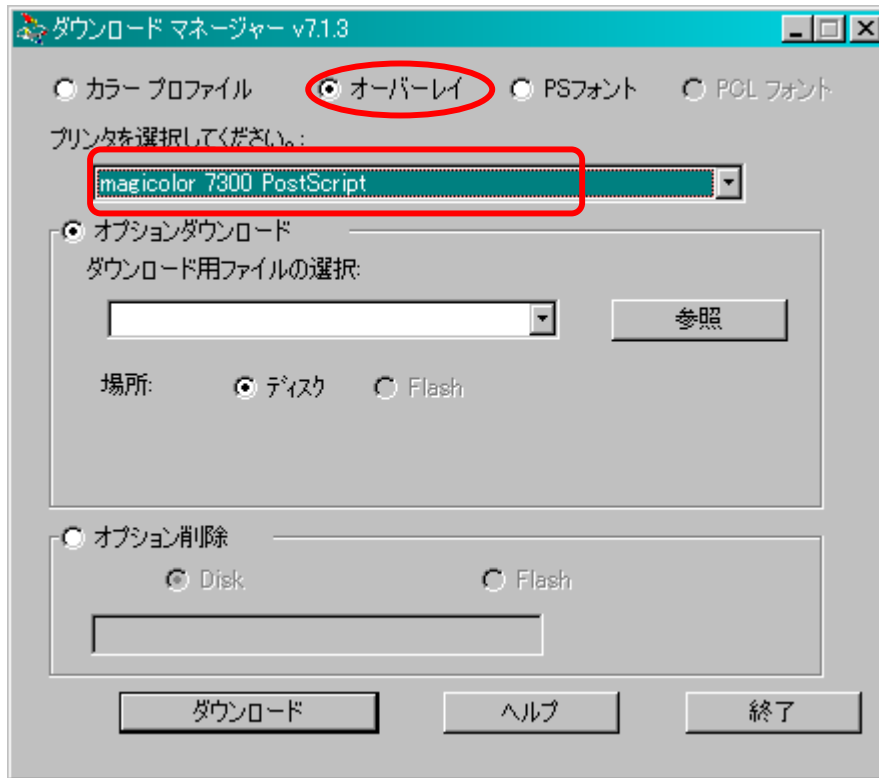 ダウンロード マネージャー v7.1.3
カラー プロファイル オーバーレイ PSフォント PCL フォント
プリンタを選択してください。:
magicolor 7300 PostScript
オプションダウンロード
ダウンロード用ファイルの選択:
参照
場所: ディスク Flash
オプション削除
Disk Flash
ダウンロード ヘルプ 終了